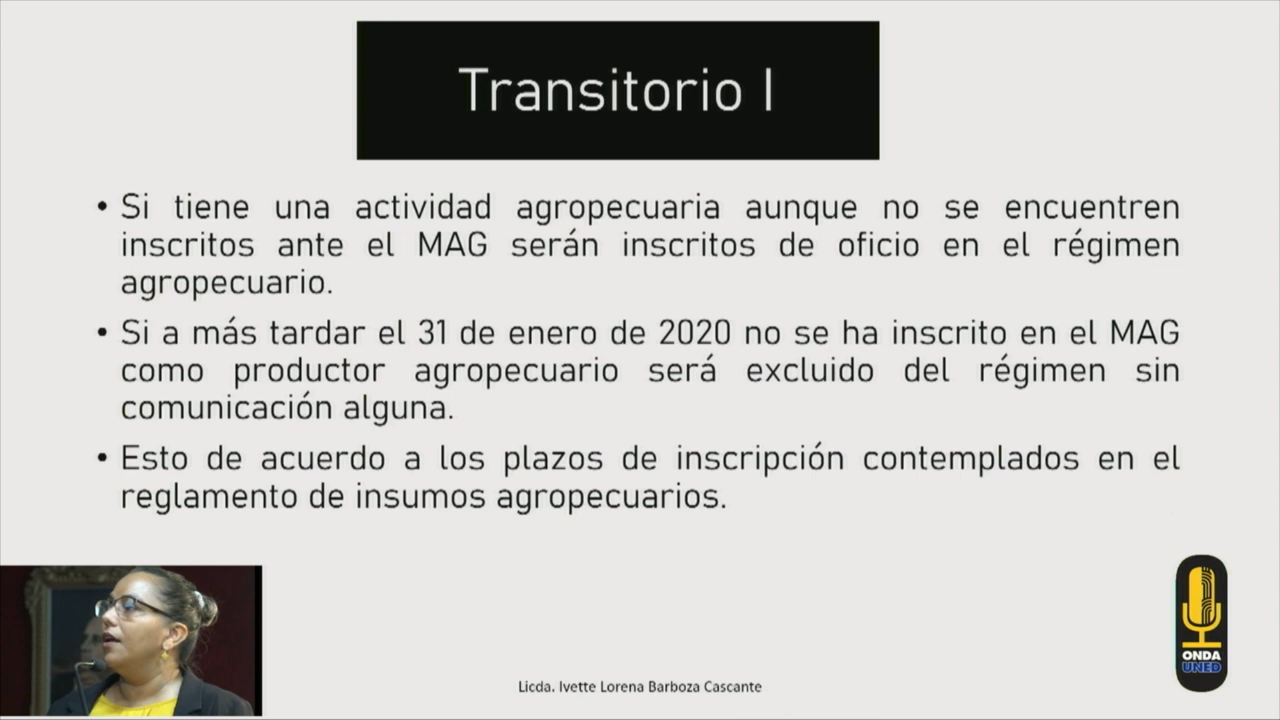 Transitorio I
• Si tiene una actividad agropecuaria aunque no se encuentren
inscritos ante el MAG serán inscritos de oficio en el régimen
agropecuario.
• Si a más tardar el 31 de enero de 2020 no se ha inscrito en el MAG
como productor agropecuario será excluido del régimen sin
comunicación alguna.
• Esto de acuerdo a los plazos de inscripción contemplados en el
reglamento de insumos agropecuarios.
ONDA
UNED
Licda. Ivette Lorena Barboza Cascante